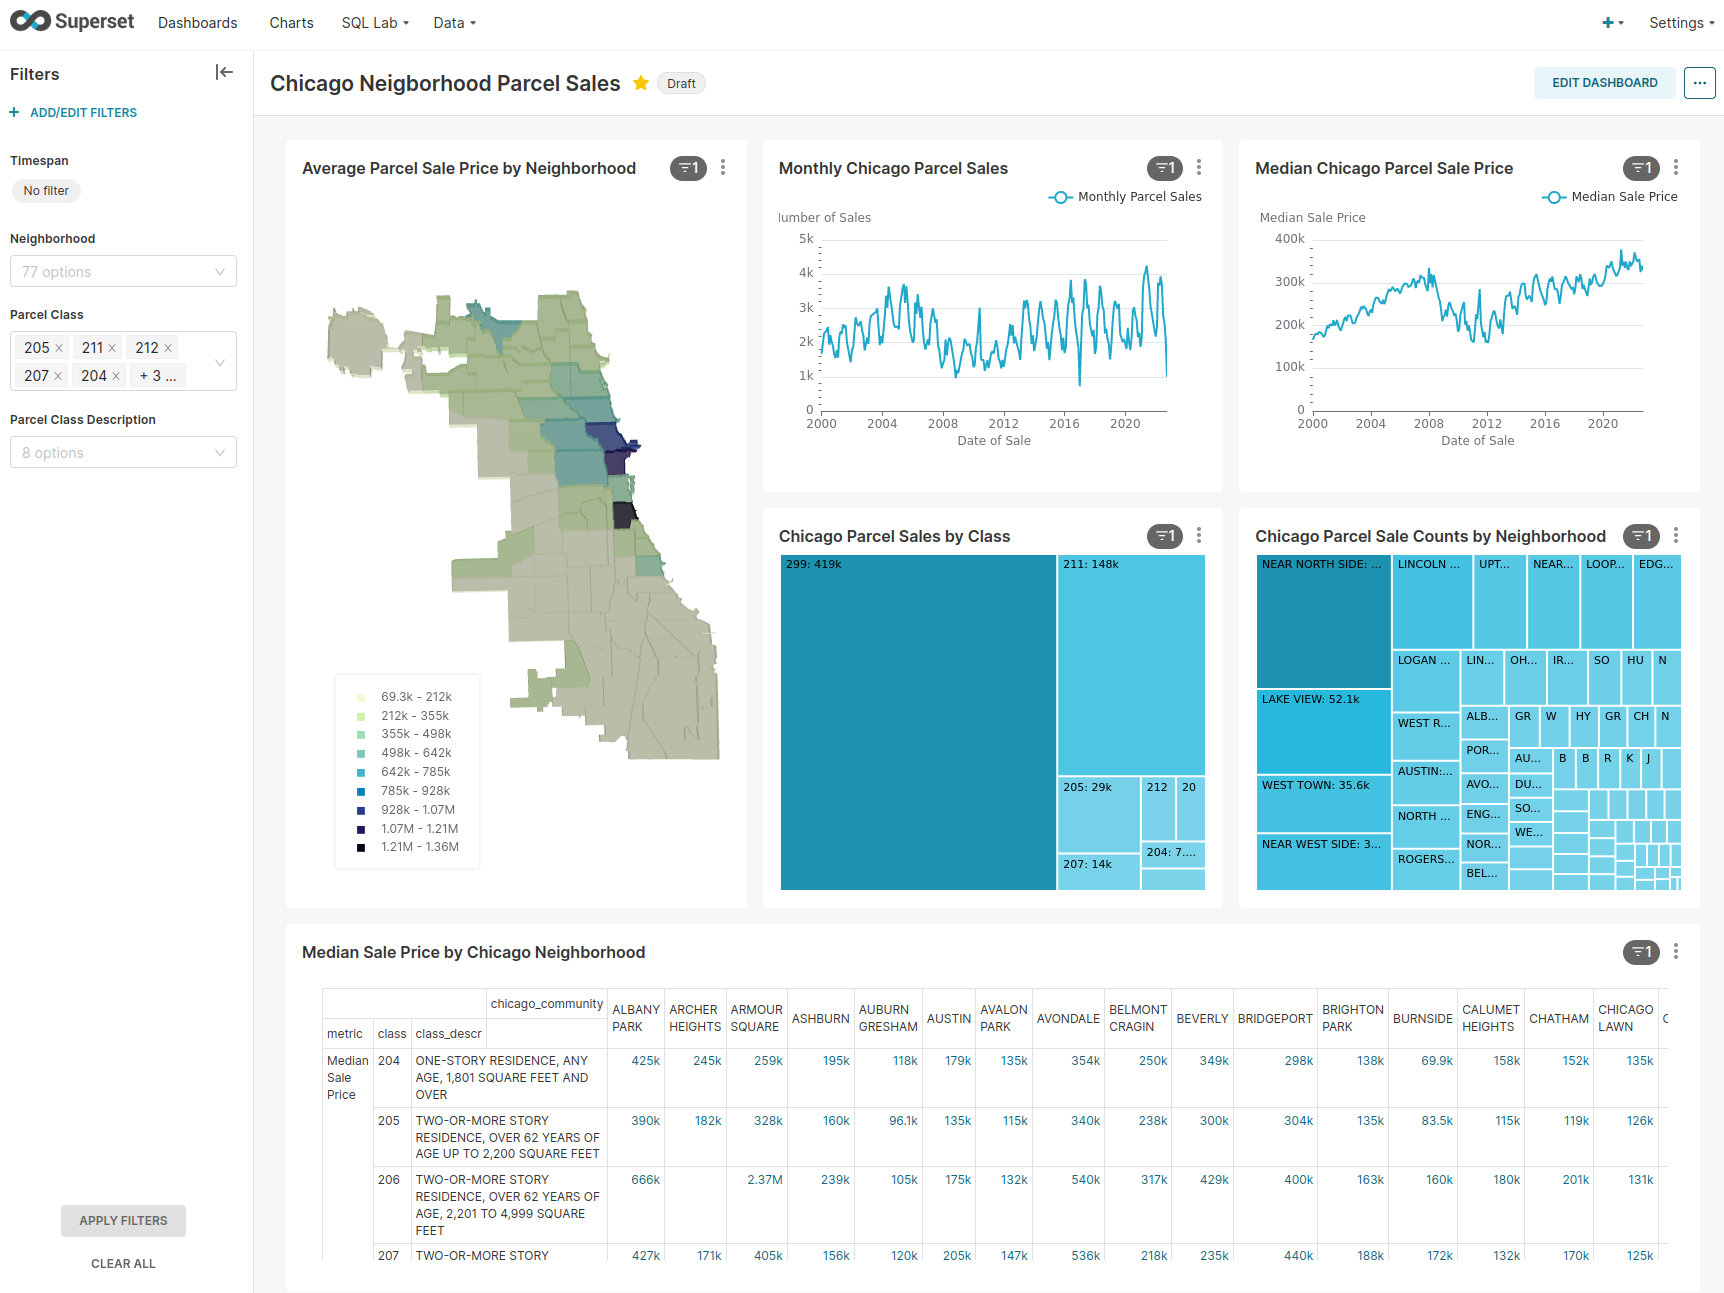 Superset
Dashboards
Charts
SQL Lab
Data
+
Settings
Filters
+ ADD/EDIT FILTERS
Timespan
No filter
Neighborhood
77 options
Parcel Class
205 × 211 × 212 ×
207 × 204 × + 3 ...
Parcel Class Description
8 options
APPLY FILTERS
CLEAR ALL
Chicago Neigborhood Parcel Sales
Draft
EDIT DASHBOARD
...
Average Parcel Sale Price by Neighborhood
1
69.3k - 212k
212k - 355k
355k - 498k
498k - 642k
642k - 785k
785k - 928k
928k - 1.07M
1.07M - 1.21M
1.21M - 1.36M
Monthly Chicago Parcel Sales
1
Monthly Parcel Sales
umber of Sales
5k
4k
3k
2k
1k
0
2000 2004 2008 2012 2016 2020
Date of Sale
Median Chicago Parcel Sale Price
1
Median Sale Price
Median Sale Price
400k
300k
200k
100k
0
2000 2004 2008 2012 2016 2020
Date of Sale
Chicago Parcel Sales by Class
1
299: 419k
211: 148k
205: 29k
212
20
207: 14k
204: 7....
Chicago Parcel Sale Counts by Neighborhood
1
NEAR NORTH SIDE: ...
LAKE VIEW: 52.1k
WEST TOWN: 35.6k
NEAR WEST SIDE: 3...
LINCOLN ...
UPT...
NEAR...
LOOP...
EDG...
LOGAN ...
WEST R...
AUSTIN:...
NORTH ...
ROGERS...
LIN...
OH...
IR...
SO
HU
N
ALB...
POR...
AVO...
ENG...
NOR...
BEL...
GR
W
HY
GR
CH
N
AU...
DU...
SO...
WE...
B
B
R
K
J
Median Sale Price by Chicago Neighborhood
1
chicago_community
ALBANY PARK
ARCHER HEIGHTS
ARMOUR SQUARE
ASHBURN
AUBURN GRESHAM
AUSTIN
AVALON PARK
AVONDALE
BELMONT CRAGIN
BEVERLY
BRIDGEPORT
BRIGHTON PARK
BURNSIDE
CALUMET HEIGHTS
CHATHAM
CHICAGO LAWN
C
metric class class_descr
Median Sale Price
204 ONE-STORY RESIDENCE, ANY AGE, 1,801 SQUARE FEET AND OVER 425k 245k 259k 195k 118k 179k 135k 354k 250k 349k 298k 138k 69.9k 158k 152k 135k
205 TWO-OR-MORE STORY RESIDENCE, OVER 62 YEARS OF AGE UP TO 2,200 SQUARE FEET 390k 182k 328k 160k 96.1k 135k 115k 340k 238k 300k 304k 135k 83.5k 115k 119k 126k
206 TWO-OR-MORE STORY RESIDENCE, OVER 62 YEARS OF AGE, 2,201 TO 4,999 SQUARE FEET 666k 2.37M 239k 105k 175k 132k 540k 317k 429k 400k 163k 160k 180k 201k 131k
207 TWO-OR-MORE STORY 427k 171k 405k 156k 120k 205k 147k 536k 218k 235k 440k 188k 172k 132k 170k 125k